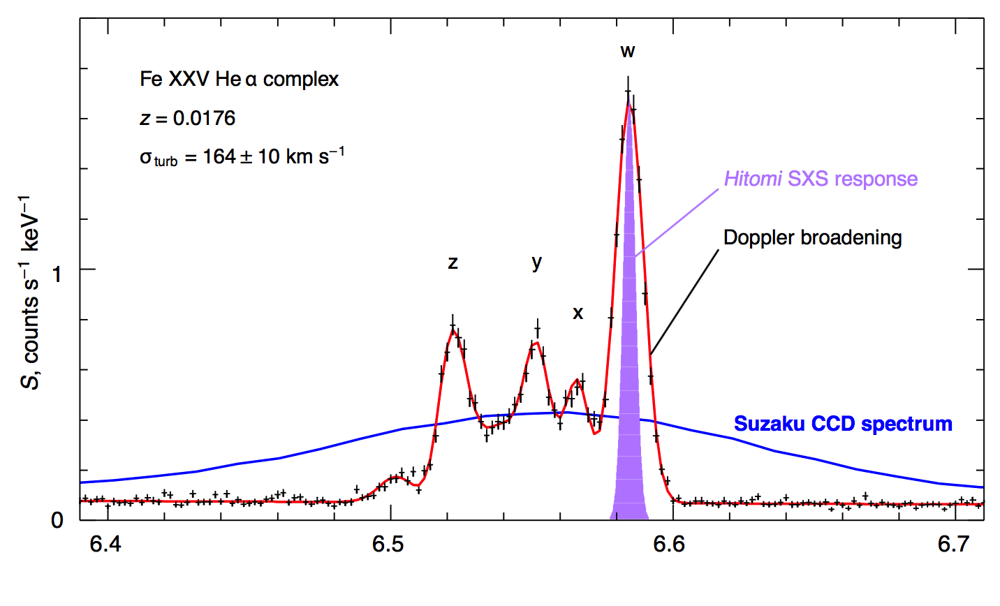 w
Fe XXV He α complex
z = 0.0176
σturb = 164 ± 10 km s−1
Hitomi SXS response
Doppler broadening
z
y
x
Suzaku CCD spectrum
S, counts s−1 keV−1
1
0
6.4
6.5
6.6
6.7